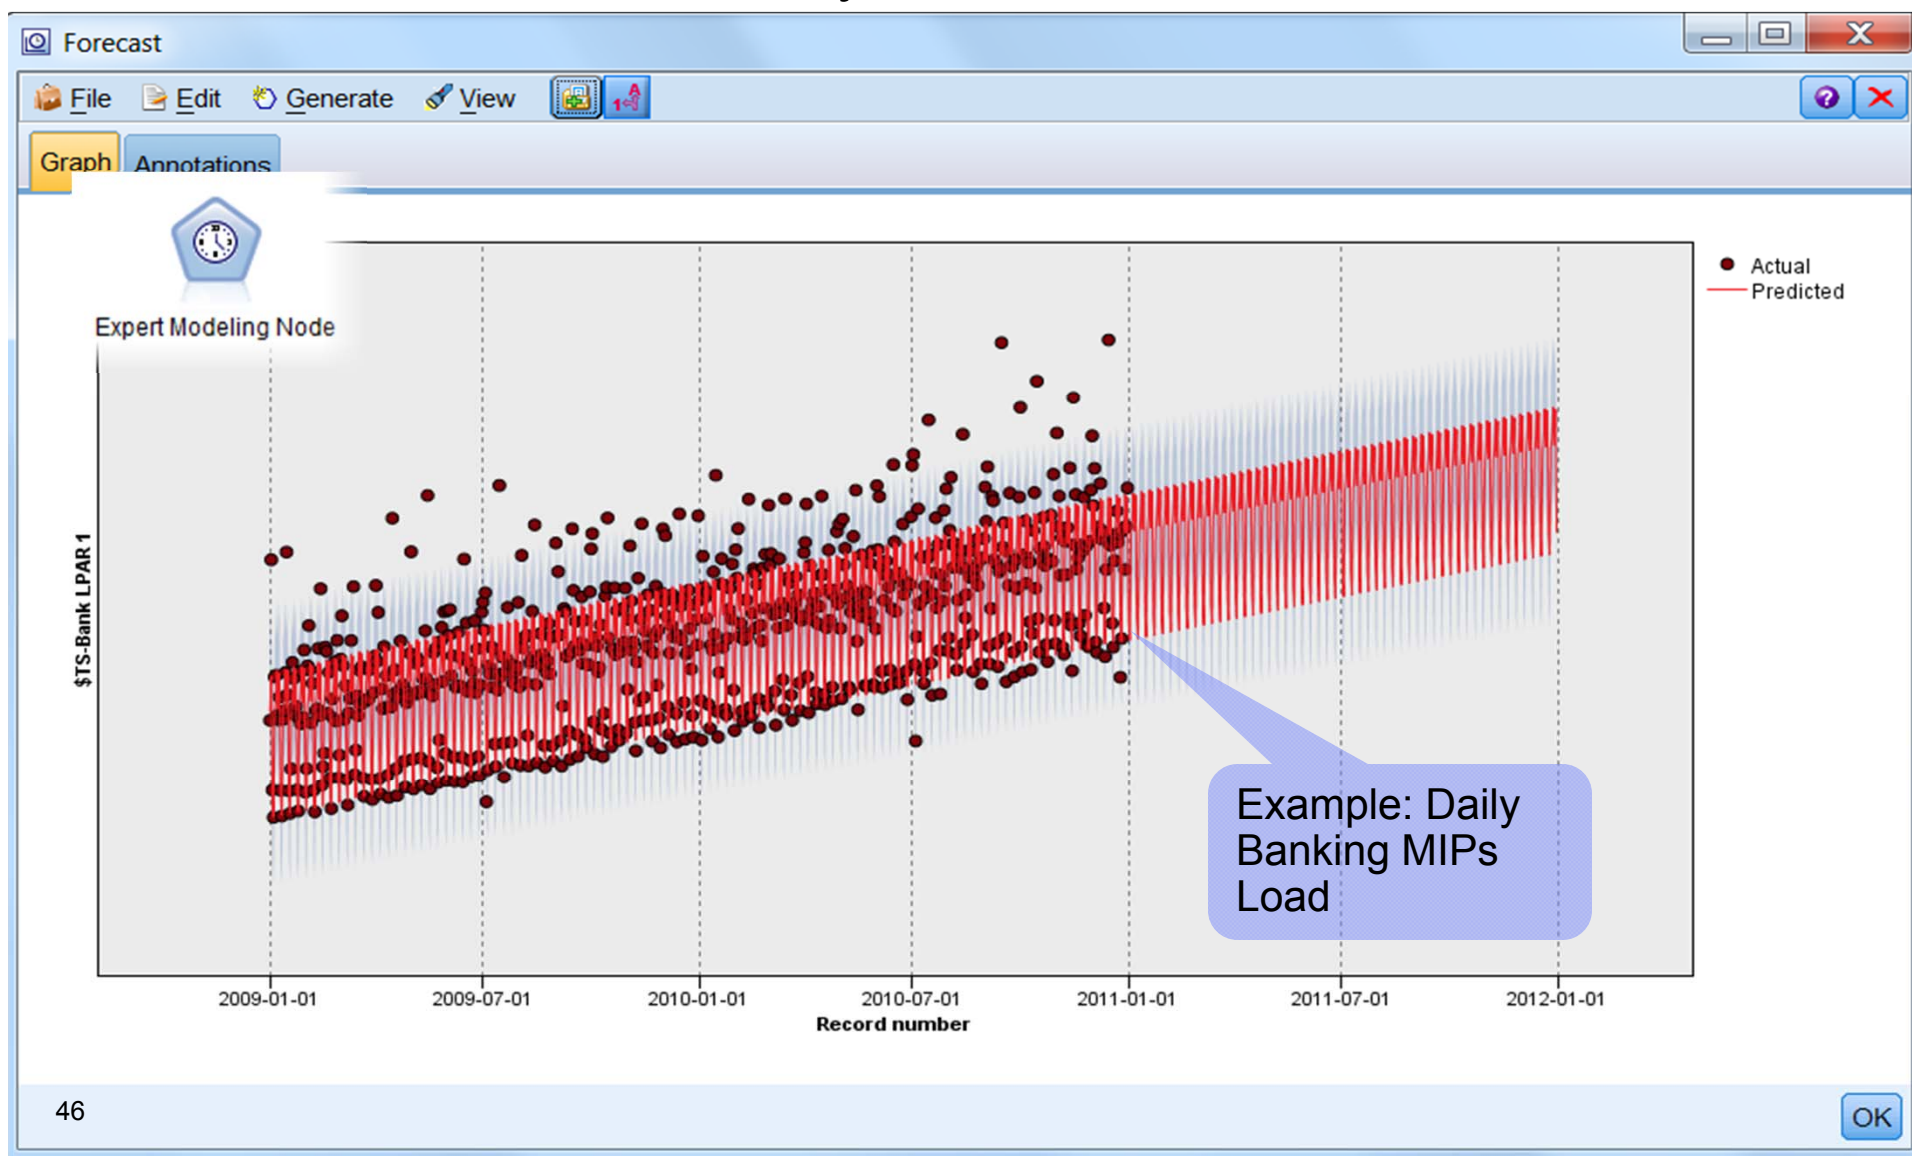 Forecast
File Edit Generate View
1 A
Graph Annotations
Expert Modeling Node
Actual
Predicted
$TS-Bank LPAR 1
Example: Daily
Banking MIPs
Load
2009-01-01 2009-07-01 2010-01-01 2010-07-01 2011-01-01 2011-07-01 2012-01-01
Record number
46
OK